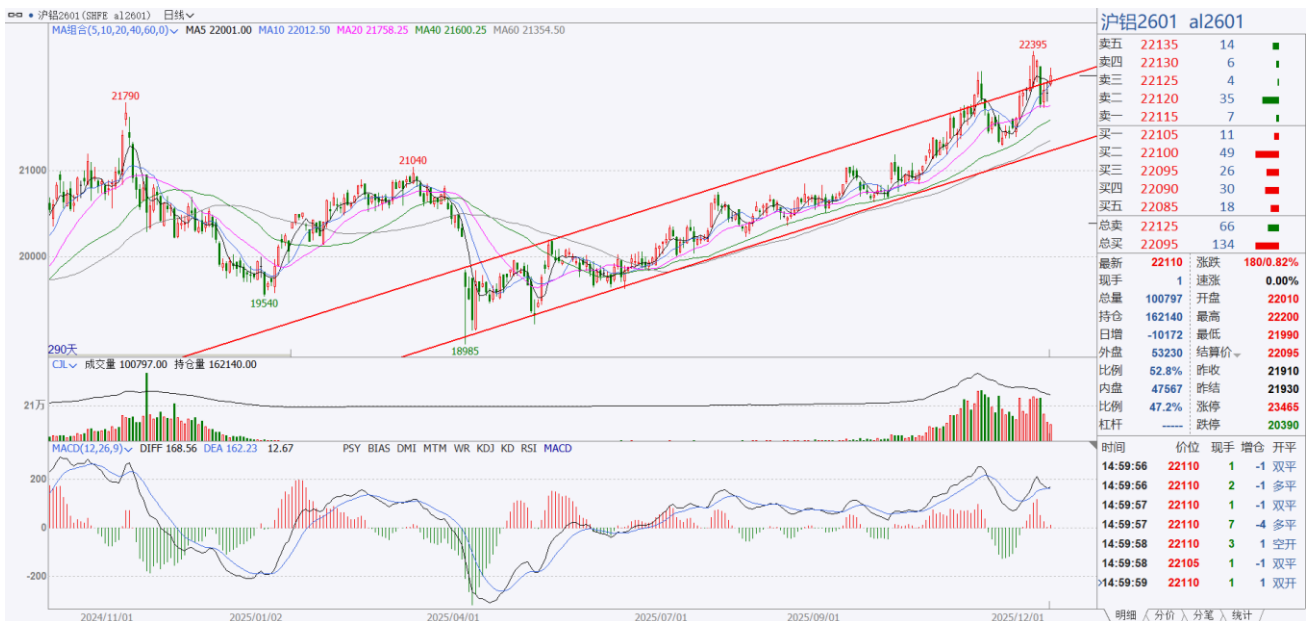 沪铝2601(SHFE al2601) 日线
MA组合(5,10,20,40,60,0) MA5 22001.00 MA10 22012.50 MA20 21758.25 MA40 21600.25 MA60 21354.50
22395
21790
21040
21000
20000
19540
18985
290天
CJL 成交量 100797.00 持仓量 162140.00
21万
MACD(12,26,9) DIFF 168.56 DEA 162.23 12.67 PSY BIAS DMI MTM WR KDJ KD RSI MACD
200
0
-200
2024/11/01 2025/01/02 2025/04/01 2025/07/01 2025/09/01 2025/12/01
沪铝2601 al2601
卖五 22135 14
卖四 22130 6
卖三 22125 4
卖二 22120 35
卖一 22115 7
买一 22105 11
买二 22100 49
买三 22095 26
买四 22090 30
买五 22085 18
总卖 22125 66
总买 22095 134
最新 22110 涨跌 180/0.82%
现手 1 速涨 0.00%
总量 100797 开盘 22010
持仓 162140 最高 22200
日增 -10172 最低 21990
外盘 53230 结算价 22095
比例 52.8% 昨收 21910
内盘 47567 昨结 21930
比例 47.2% 涨停 23465
杠杆 ----- 跌停 20390
时间 价位 现手 增仓 开平
14:59:56 22110 1 -1 双平
14:59:56 22110 2 -1 多平
14:59:57 22110 1 -1 双平
14:59:57 22110 7 -4 多平
14:59:58 22110 3 1 空开
14:59:58 22105 1 -1 双平
14:59:59 22110 1 1 双开
明细 分价 分笔 统计